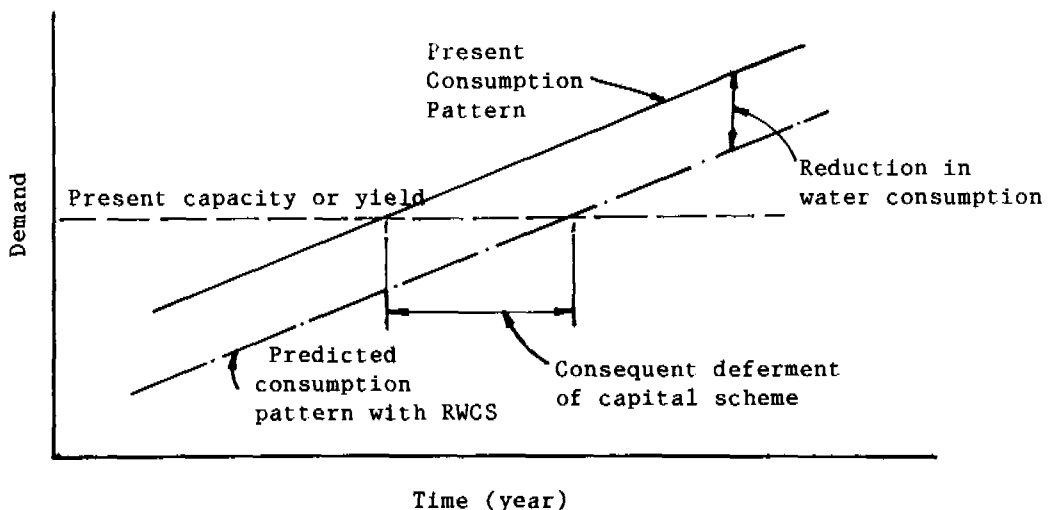 Present
Consumption
Pattern
Reduction in
water consumption
Present capacity or yield
Demand
Predicted
consumption
pattern with RWCS
Consequent deferment
of capital scheme
Time (year)